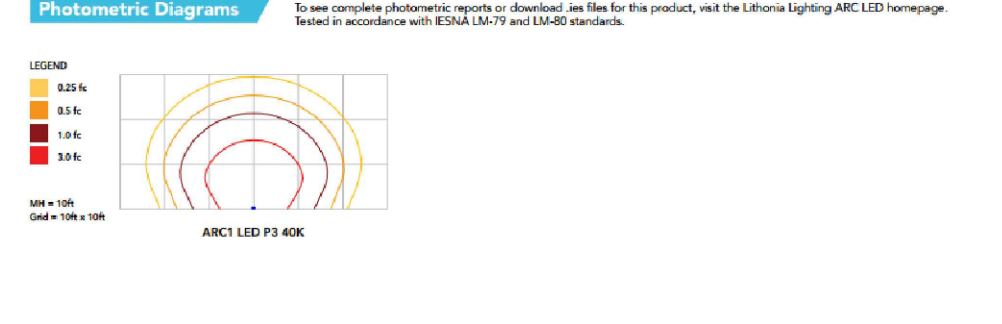 Photometric Diagrams
To see complete photometric reports or download .ies files for this product, visit the Lithonia Lighting ARC LED homepage.
Tested in accordance with IESNA LM-79 and LM-80 standards.
LEGEND
0.25 fc
0.5 fc
1.0 fc
3.0 fc
MH = 10ft
Grid = 10ft x 10ft
ARC1 LED P3 40K